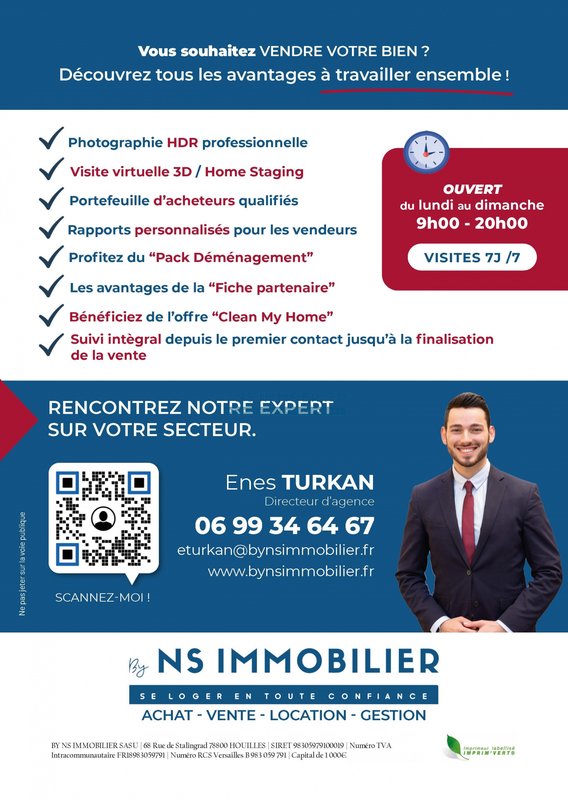 Vous souhaitez VENDRE VOTRE BIEN ?
Découvrez tous les avantages à travailler ensemble !
Photographie HDR professionnelle
Visite virtuelle 3D / Home Staging
Portefeuille d’acheteurs qualifiés
Rapports personnalisés pour les vendeurs
Profitez du “Pack Déménagement”
Les avantages de la “Fiche partenaire”
Bénéficiez de l’offre “Clean My Home”
Suivi intègral depuis le premier contact jusqu’à la finalisation
de la vente
OUVERT
du lundi au dimanche
9h00 - 20h00
VISITES 7J /7
RENCONTREZ NOTRE EXPERT
SUR VOTRE SECTEUR.
Enes TURKAN
Directeur d’agence
06 99 34 64 67
eturkan@bynsimmobilier.fr
www.bynsimmobilier.fr
SCANNEZ-MOI !
Ne pas jeter sur la voie publique
By NS IMMOBILIER
SE LOGER EN TOUTE CONFIANCE
ACHAT - VENTE - LOCATION - GESTION
BY NS IMMOBILIER SASU | 68 Rue de Stalingrad 78800 HOUILLES | SIRET 98305979100019 | Numéro TVA
Intracommunautaire FR18983059791 | Numéro RCS Versailles B 983 059 791 | Capital de 1 000€
imprimeur labellisé
IMPRIM'VERT®